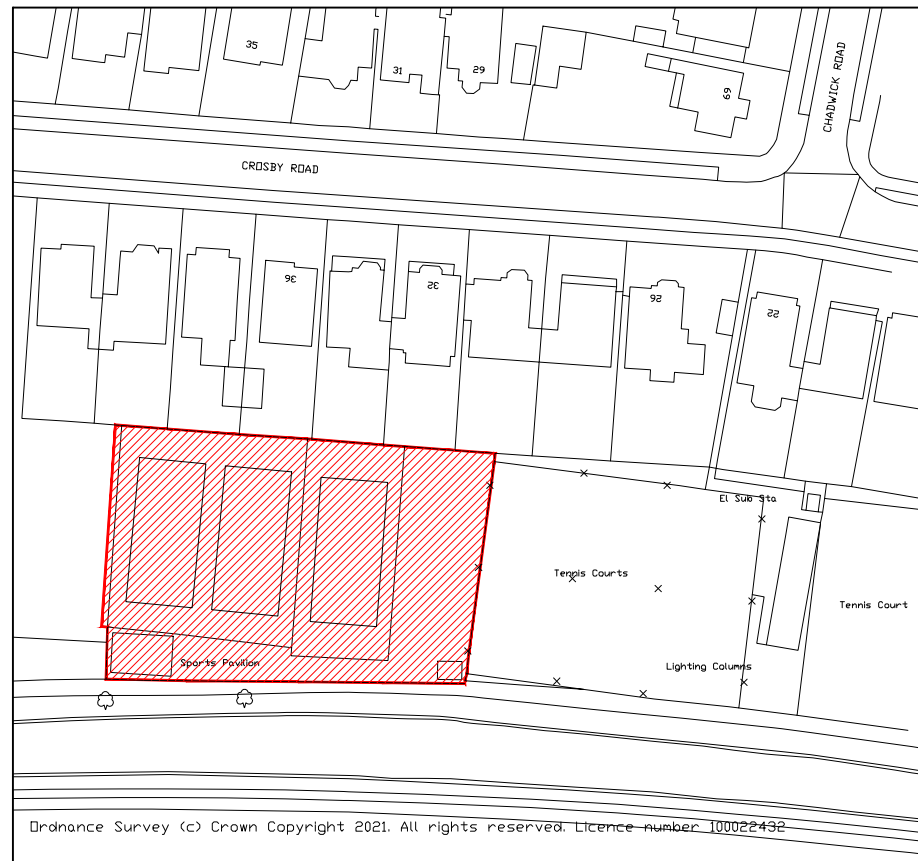 35
31
29
69
CHADWICK ROAD
CROSBY ROAD
36
32
26
22
El Sub Sta
Tennis Courts
Tennis Court
Sports Pavilion
Lighting Columns
Ordnance Survey (c) Crown Copyright 2021. All rights reserved. Licence number 100022432